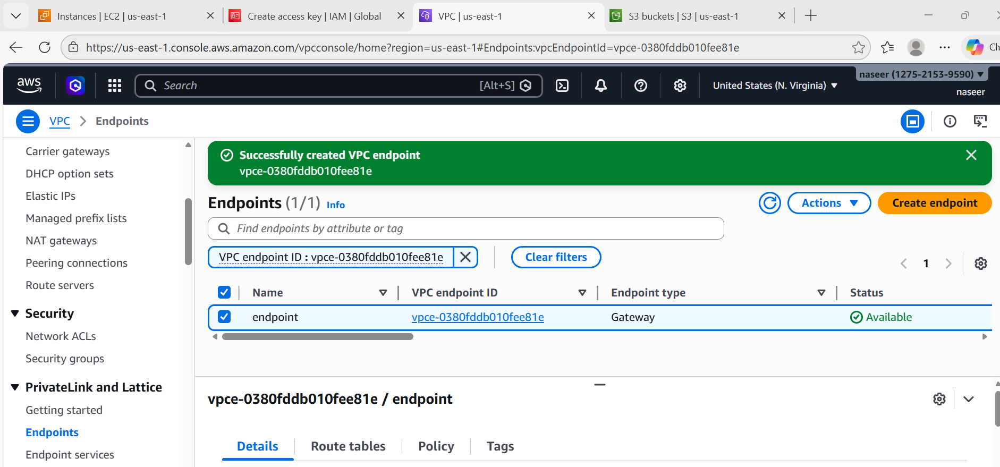 Instances | EC2 | us-east-1
Create access key | IAM | Global
VPC | us-east-1
S3 buckets | S3 | us-east-1
https://us-east-1.console.aws.amazon.com/vpcconsole/home?region=us-east-1#Endpoints:vpcEndpointId=vpce-0380fddb010fee81e
Ch
aws
Search
[Alt+S]
United States (N. Virginia)
naseer (1275-2153-9590)
naseer
VPC
Endpoints
Carrier gateways
DHCP option sets
Elastic IPs
Managed prefix lists
NAT gateways
Peering connections
Route servers
Security
Network ACLs
Security groups
PrivateLink and Lattice
Getting started
Endpoints
Endpoint services
Successfully created VPC endpoint
vpce-0380fddb010fee81e
Endpoints (1/1) Info
Actions
Create endpoint
Find endpoints by attribute or tag
VPC endpoint ID : vpce-0380fddb010fee81e
Clear filters
1
Name
VPC endpoint ID
Endpoint type
Status
endpoint
vpce-0380fddb010fee81e
Gateway
Available
vpce-0380fddb010fee81e / endpoint
Details
Route tables
Policy
Tags